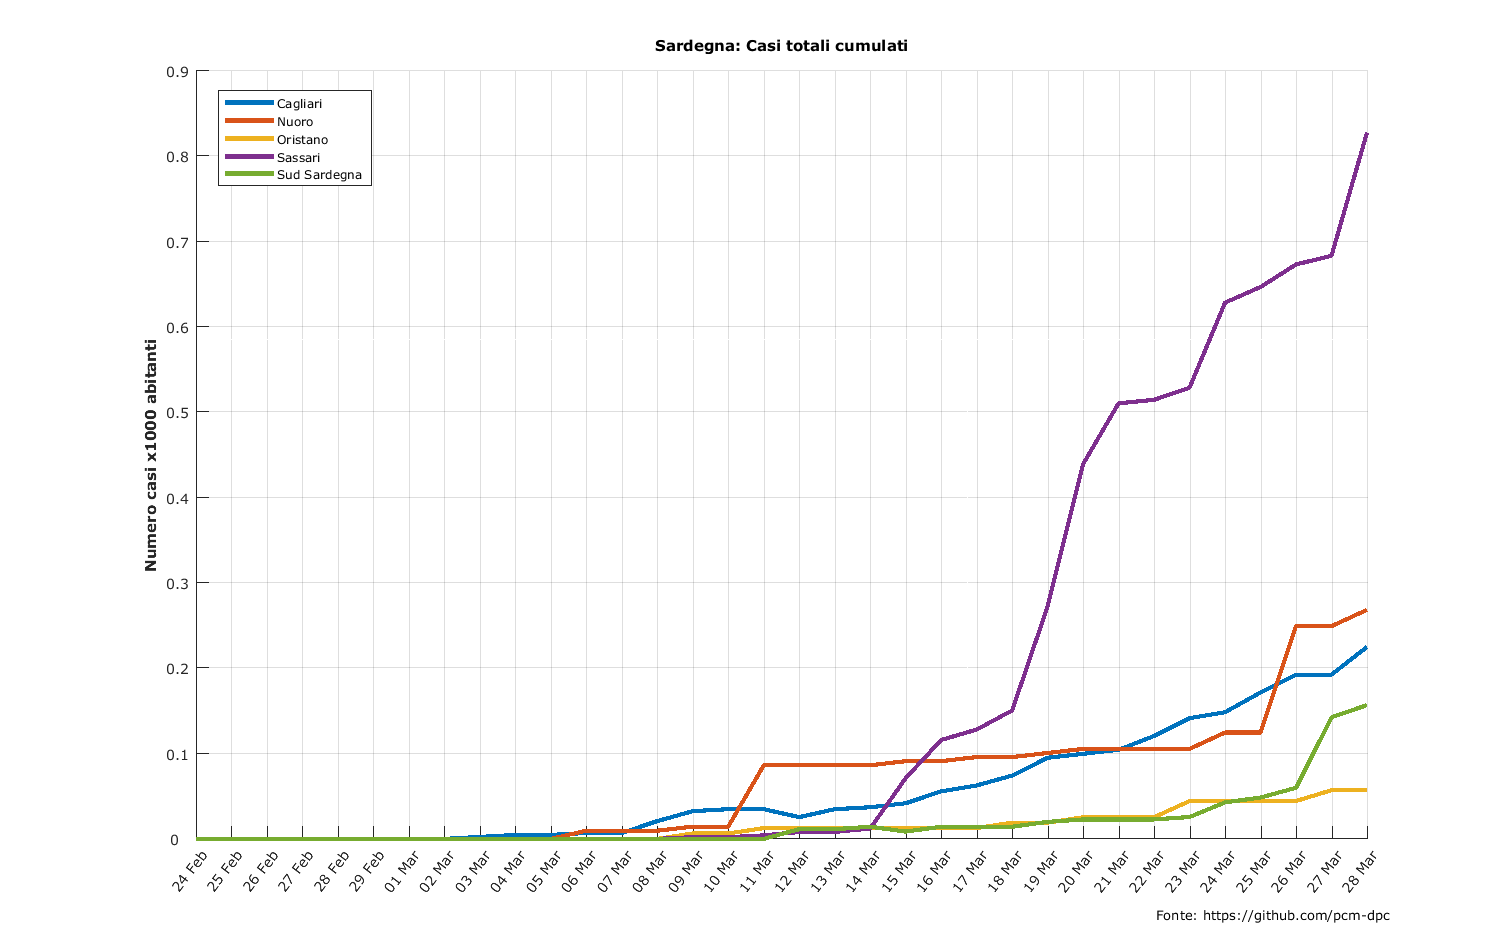 Sardegna: Casi totali cumulati
Numero casi x1000 abitanti
0.9
0.8
0.7
0.6
0.5
0.4
0.3
0.2
0.1
0
Cagliari
Nuoro
Oristano
Sassari
Sud Sardegna
24 Feb
25 Feb
26 Feb
27 Feb
28 Feb
29 Feb
01 Mar
02 Mar
03 Mar
04 Mar
05 Mar
06 Mar
07 Mar
08 Mar
09 Mar
10 Mar
11 Mar
12 Mar
13 Mar
14 Mar
15 Mar
16 Mar
17 Mar
18 Mar
19 Mar
20 Mar
21 Mar
22 Mar
23 Mar
24 Mar
25 Mar
26 Mar
27 Mar
28 Mar
Fonte: https://github.com/pcm-dpc